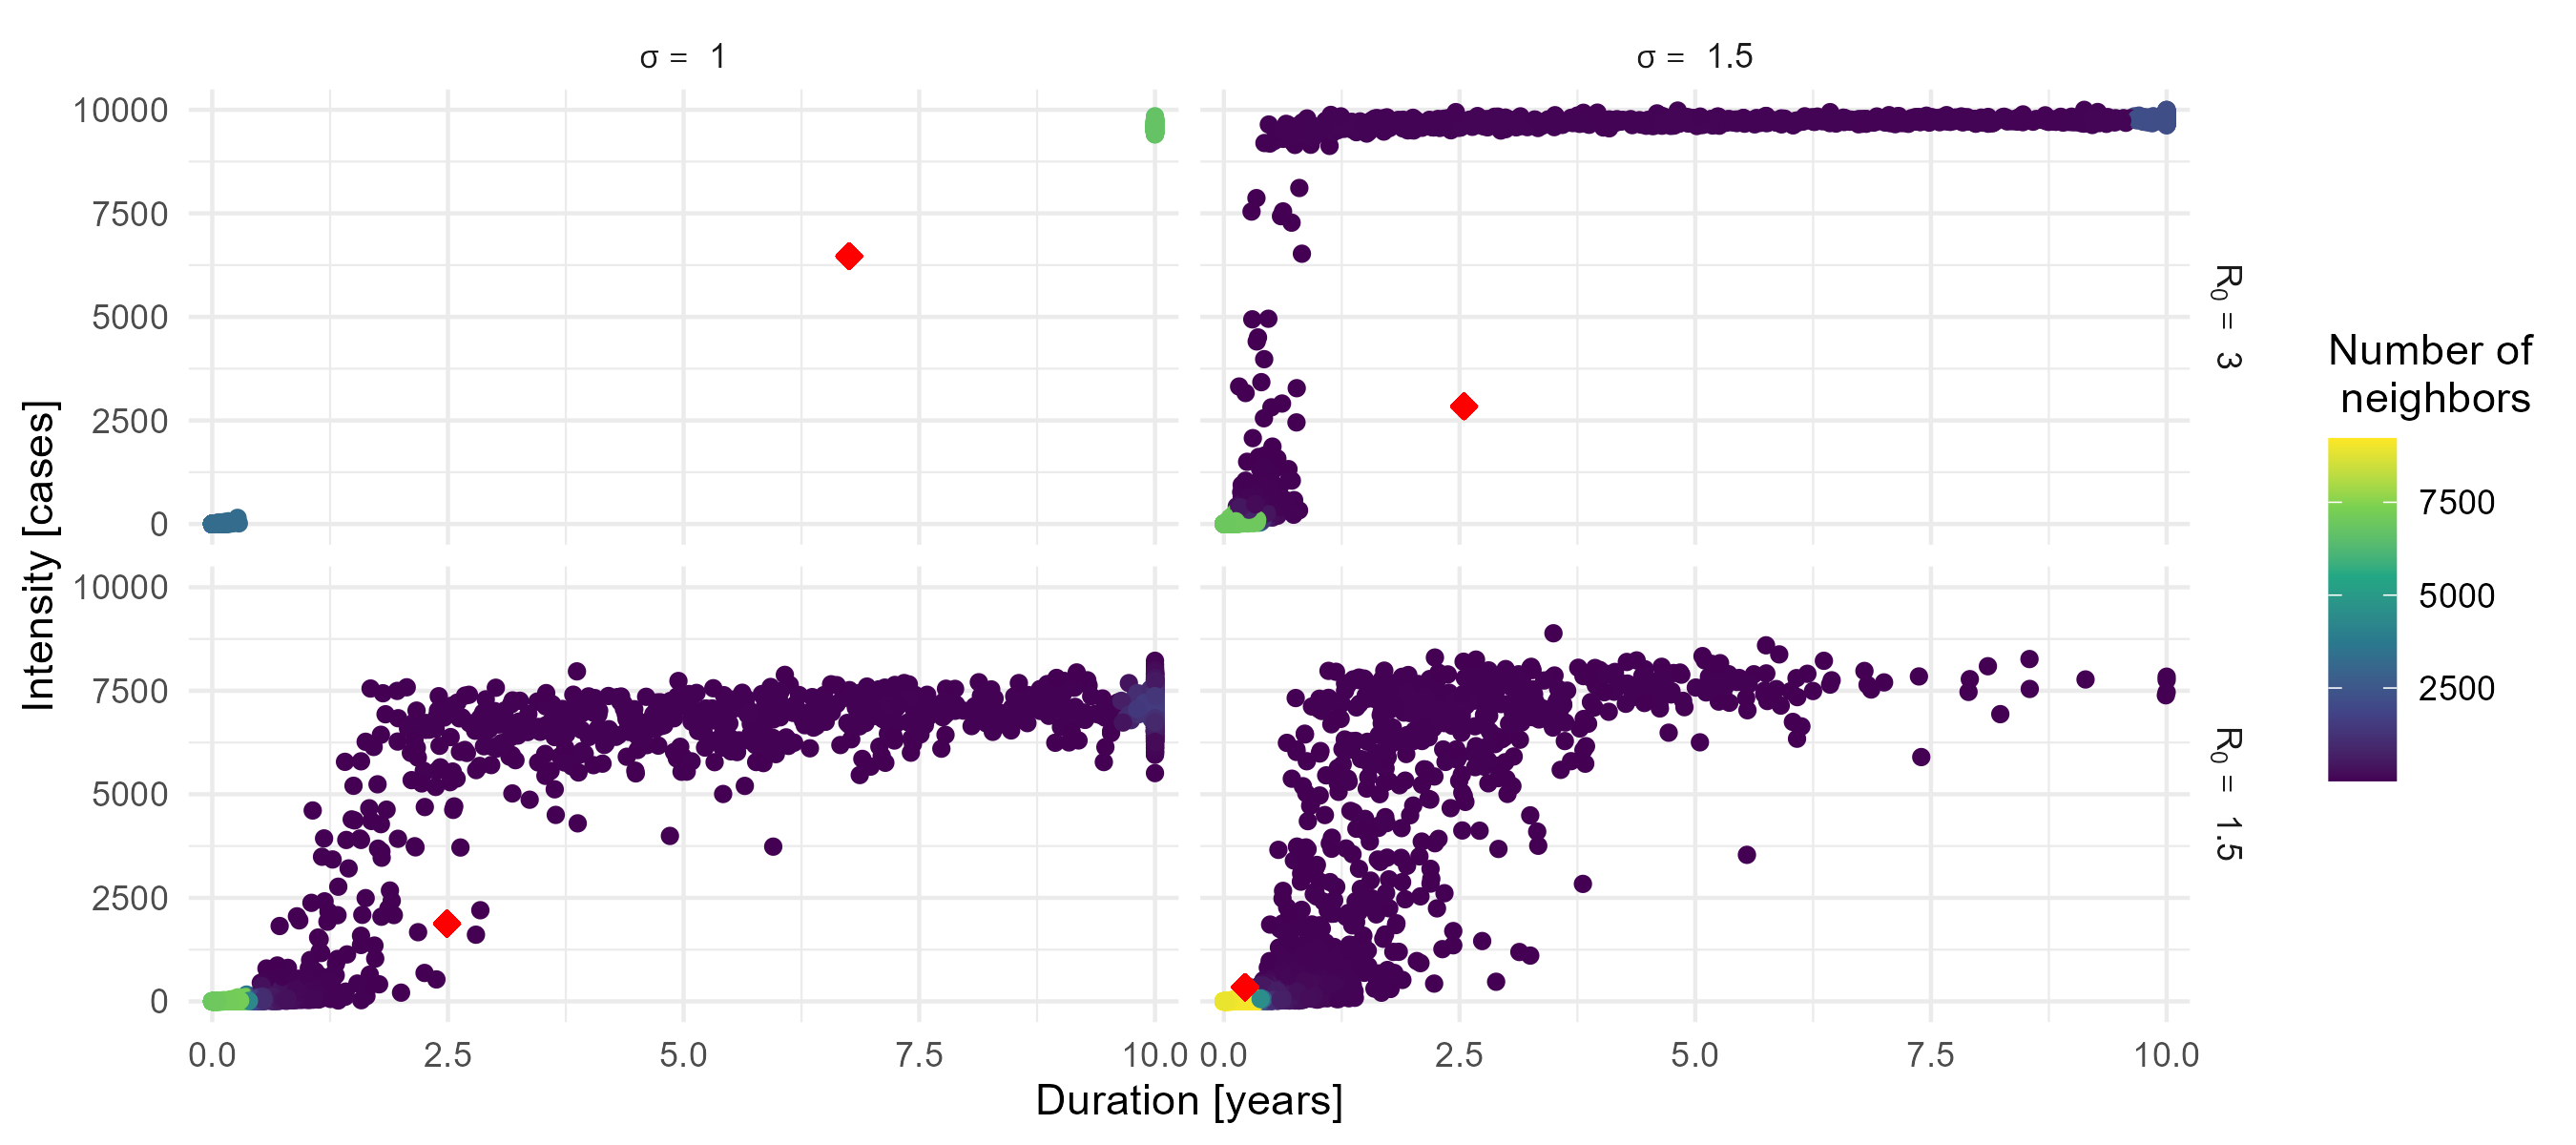 σ = 1
σ = 1.5
10000
7500
5000
2500
0
R₀ = 3
10000
7500
5000
2500
0
R₀ = 1.5
0.0 2.5 5.0 7.5 10.0
0.0 2.5 5.0 7.5 10.0
Duration [years]
Intensity [cases]
Number of
neighbors
7500
5000
2500